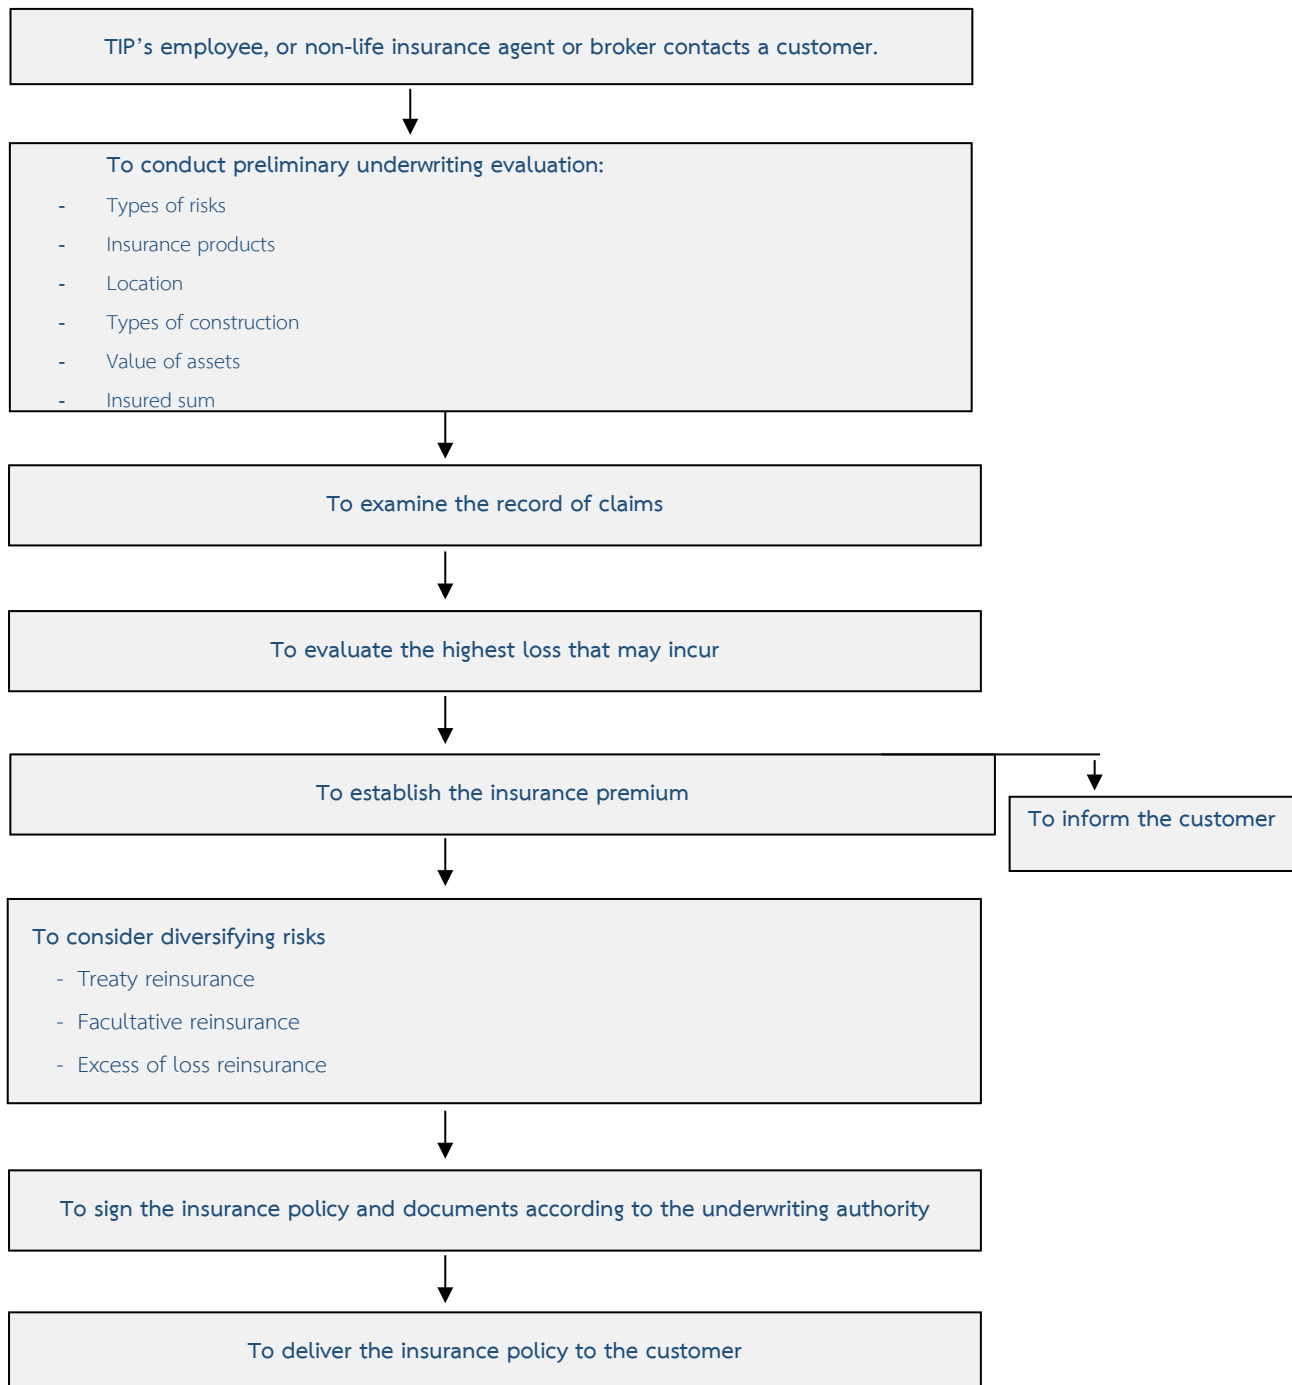 TIP’s employee, or non-life insurance agent or broker contacts a customer.
To conduct preliminary underwriting evaluation:
- Types of risks
- Insurance products
- Location
- Types of construction
- Value of assets
- Insured sum
To examine the record of claims
To evaluate the highest loss that may incur
To establish the insurance premium
To inform the customer
To consider diversifying risks
- Treaty reinsurance
- Facultative reinsurance
- Excess of loss reinsurance
To sign the insurance policy and documents according to the underwriting authority
To deliver the insurance policy to the customer